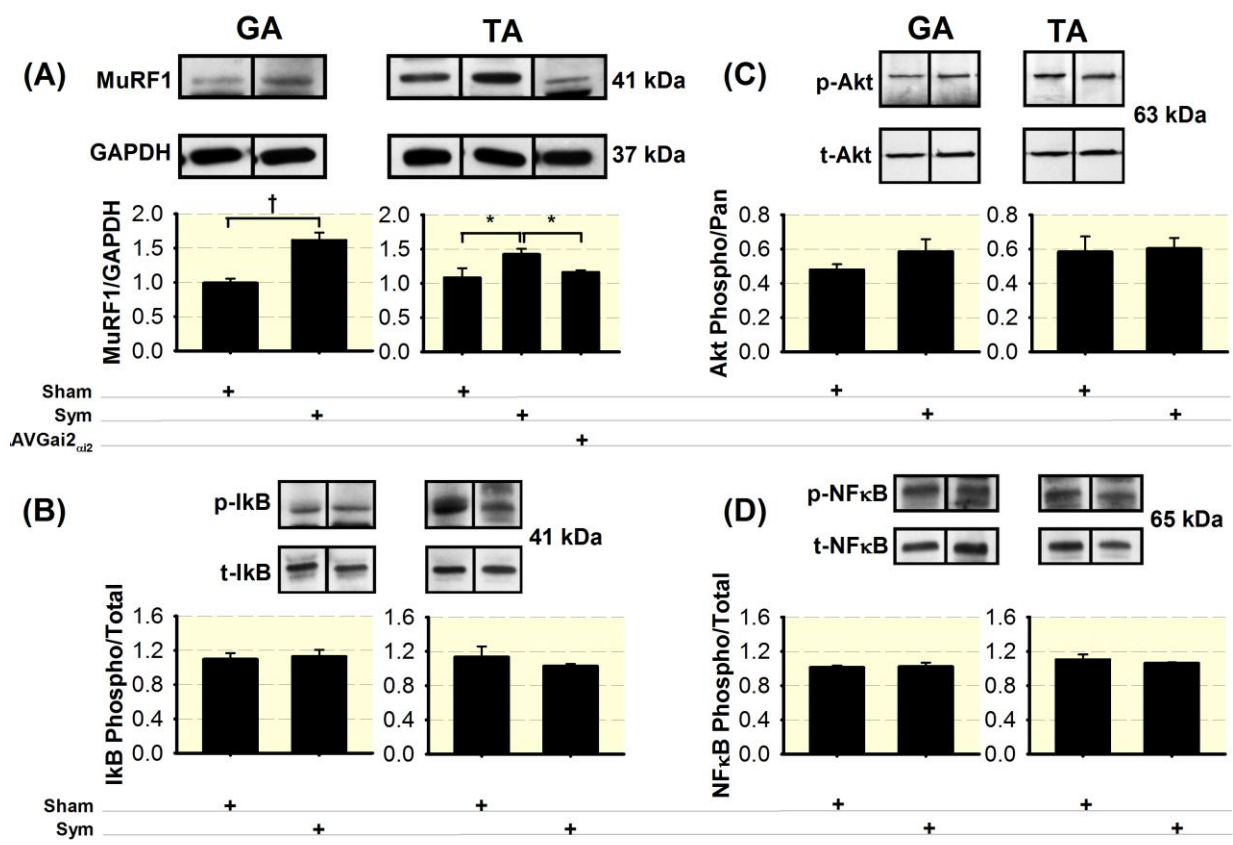 GA TA
(A) MuRF1 41 kDa
GAPDH 37 kDa
MuRF1/GAPDH
2.0
1.5
1.0
0.5
0.0
†
2.0
1.5
1.0
0.5
0.0
* *
GA TA
(C) p-Akt
63 kDa
t-Akt
Akt Phospho/Pan
0.8
0.6
0.4
0.2
0.0
0.8
0.6
0.4
0.2
0.0
Sham + + + +
Sym + + + +
AVGai2αi2 +
(B) p-IkB
41 kDa
t-IkB
IkB Phospho/Total
1.6
1.2
0.8
0.4
0.0
1.6
1.2
0.8
0.4
0.0
(D) p-NFκB
65 kDa
t-NFκB
NFκB Phospho/Total
1.6
1.2
0.8
0.4
0.0
1.6
1.2
0.8
0.4
0.0
Sham + + + +
Sym + + + +